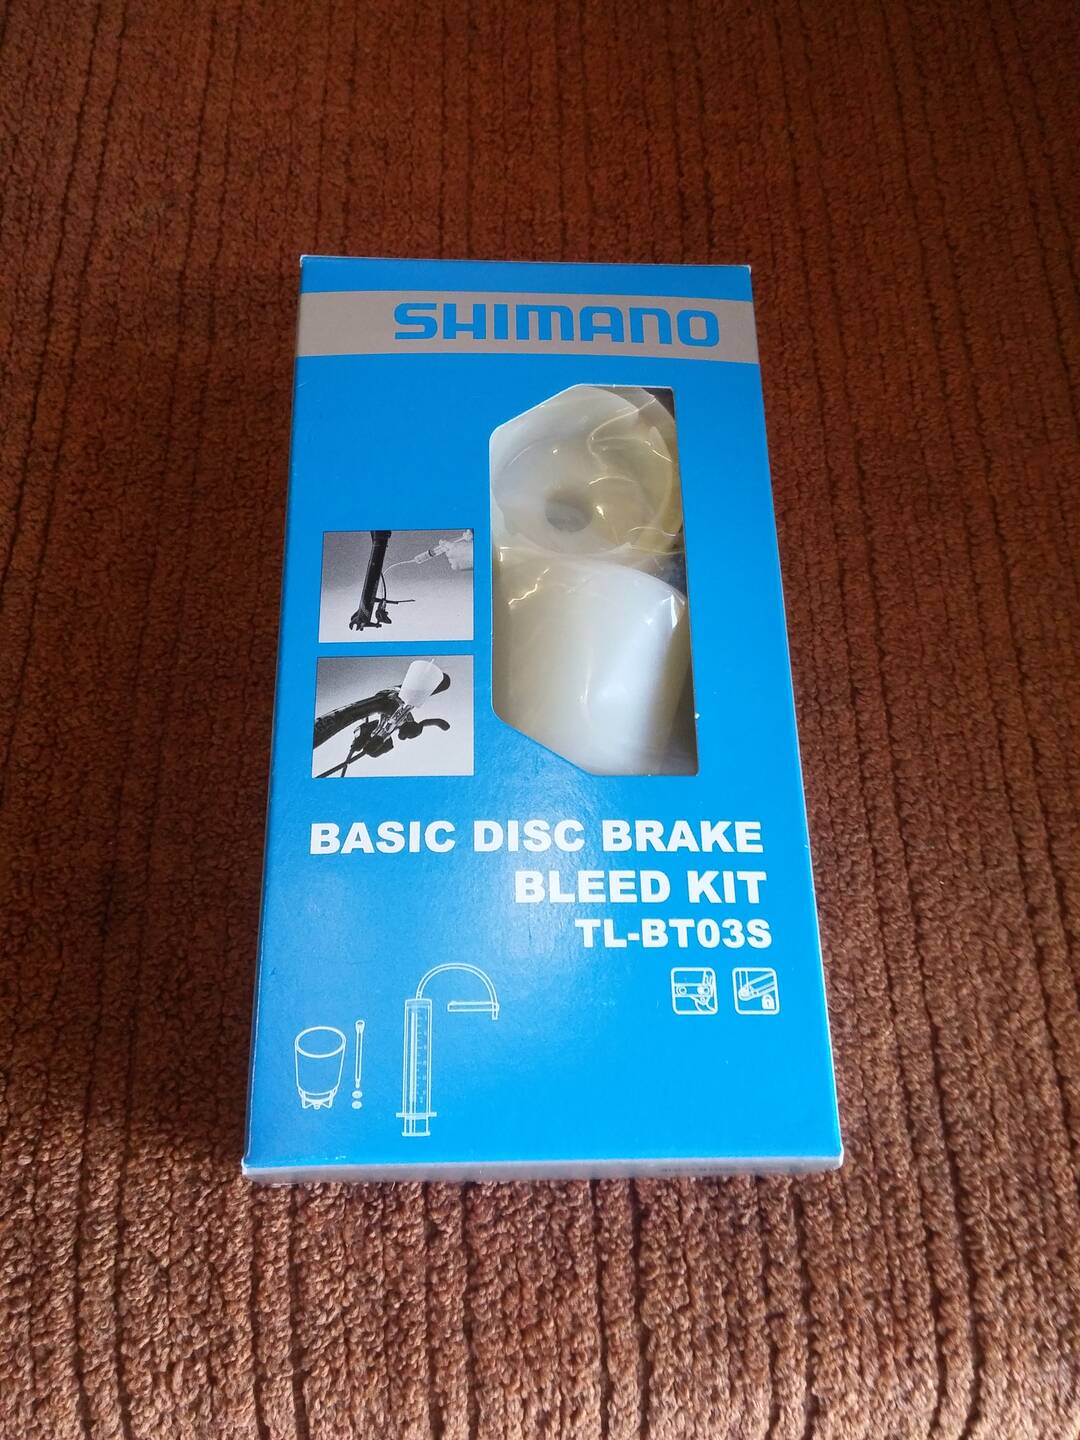 SHIMANO
BASIC DISC BRAKE
BLEED KIT
TL-BT03S